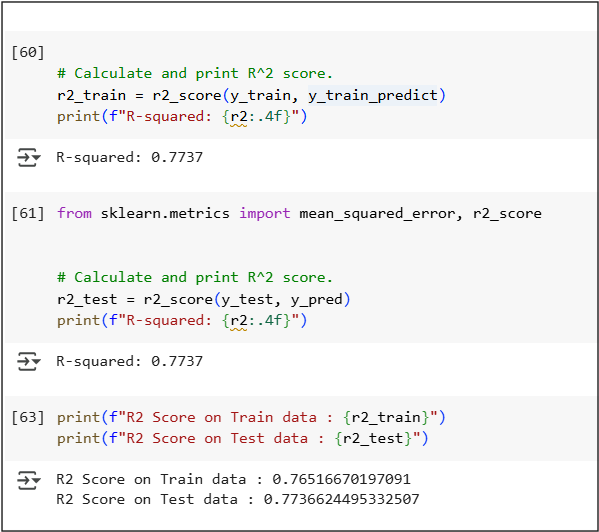 [60]
# Calculate and print R^2 score.
r2_train = r2_score(y_train, y_train_predict)
print(f"R-squared: {r2:.4f}")
R-squared: 0.7737
[61] from sklearn.metrics import mean_squared_error, r2_score
# Calculate and print R^2 score.
r2_test = r2_score(y_test, y_pred)
print(f"R-squared: {r2:.4f}")
R-squared: 0.7737
[63] print(f"R2 Score on Train data : {r2_train}")
print(f"R2 Score on Test data : {r2_test}")
R2 Score on Train data : 0.76516670197091
R2 Score on Test data : 0.7736624495332507